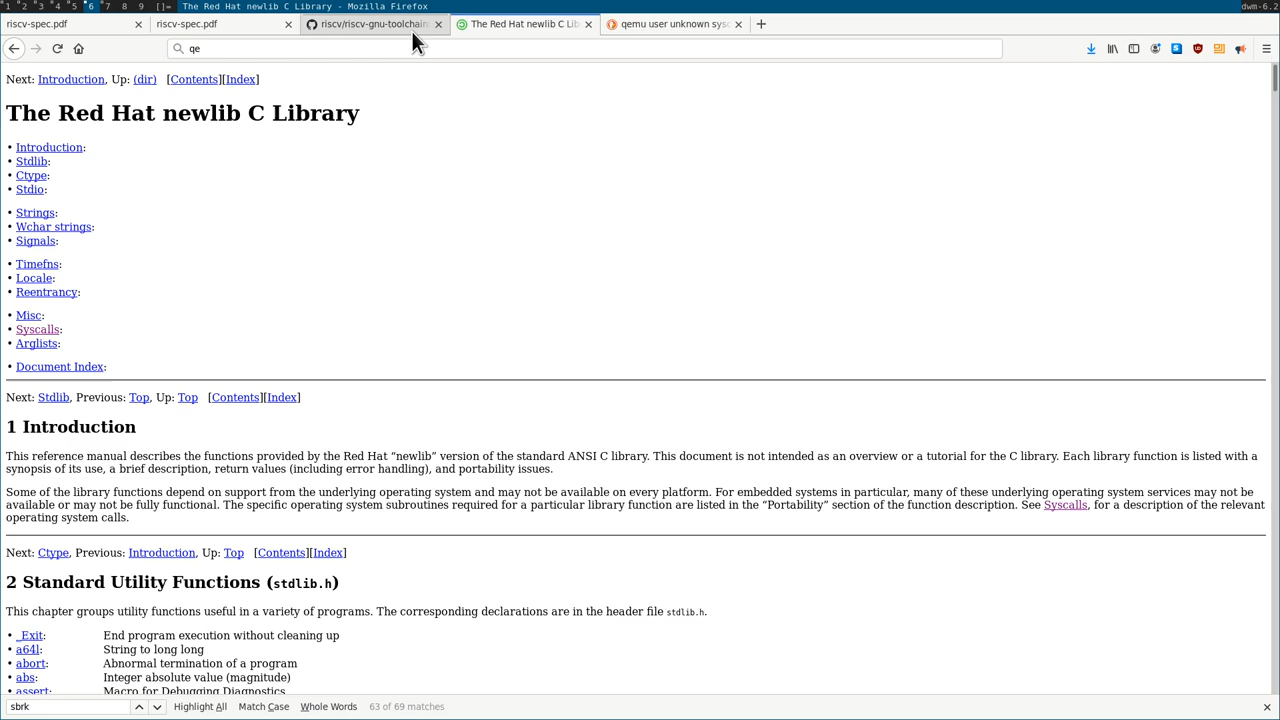 1 2 3 4 5 6 7 8 9 []= The Red Hat newlib C Library - Mozilla Firefox dwm-6.2
riscv-spec.pdf riscv-spec.pdf riscv/riscv-gnu-toolchain The Red Hat newlib C Lib qemu user unknown sys
qe
Next: Introduction, Up: (dir) [Contents][Index]
The Red Hat newlib C Library
• Introduction:
• Stdlib:
• Ctype:
• Stdio:
• Strings:
• Wchar strings:
• Signals:
• Timefns:
• Locale:
• Reentrancy:
• Misc:
• Syscalls:
• Arglists:
• Document Index:
Next: Stdlib, Previous: Top, Up: Top [Contents][Index]
1 Introduction
This reference manual describes the functions provided by the Red Hat “newlib” version of the standard ANSI C library. This document is not intended as an overview or a tutorial for the C library. Each library function is listed with a
synopsis of its use, a brief description, return values (including error handling), and portability issues.
Some of the library functions depend on support from the underlying operating system and may not be available on every platform. For embedded systems in particular, many of these underlying operating system services may not be
available or may not be fully functional. The specific operating system subroutines required for a particular library function are listed in the “Portability” section of the function description. See Syscalls, for a description of the relevant
operating system calls.
Next: Ctype, Previous: Introduction, Up: Top [Contents][Index]
2 Standard Utility Functions (stdlib.h)
This chapter groups utility functions useful in a variety of programs. The corresponding declarations are in the header file stdlib.h.
• _Exit: End program execution without cleaning up
• a64l: String to long long
• abort: Abnormal termination of a program
• abs: Integer absolute value (magnitude)
• assert: Macro for Debugging Diagnostics
sbrk Highlight All Match Case Whole Words 63 of 69 matches